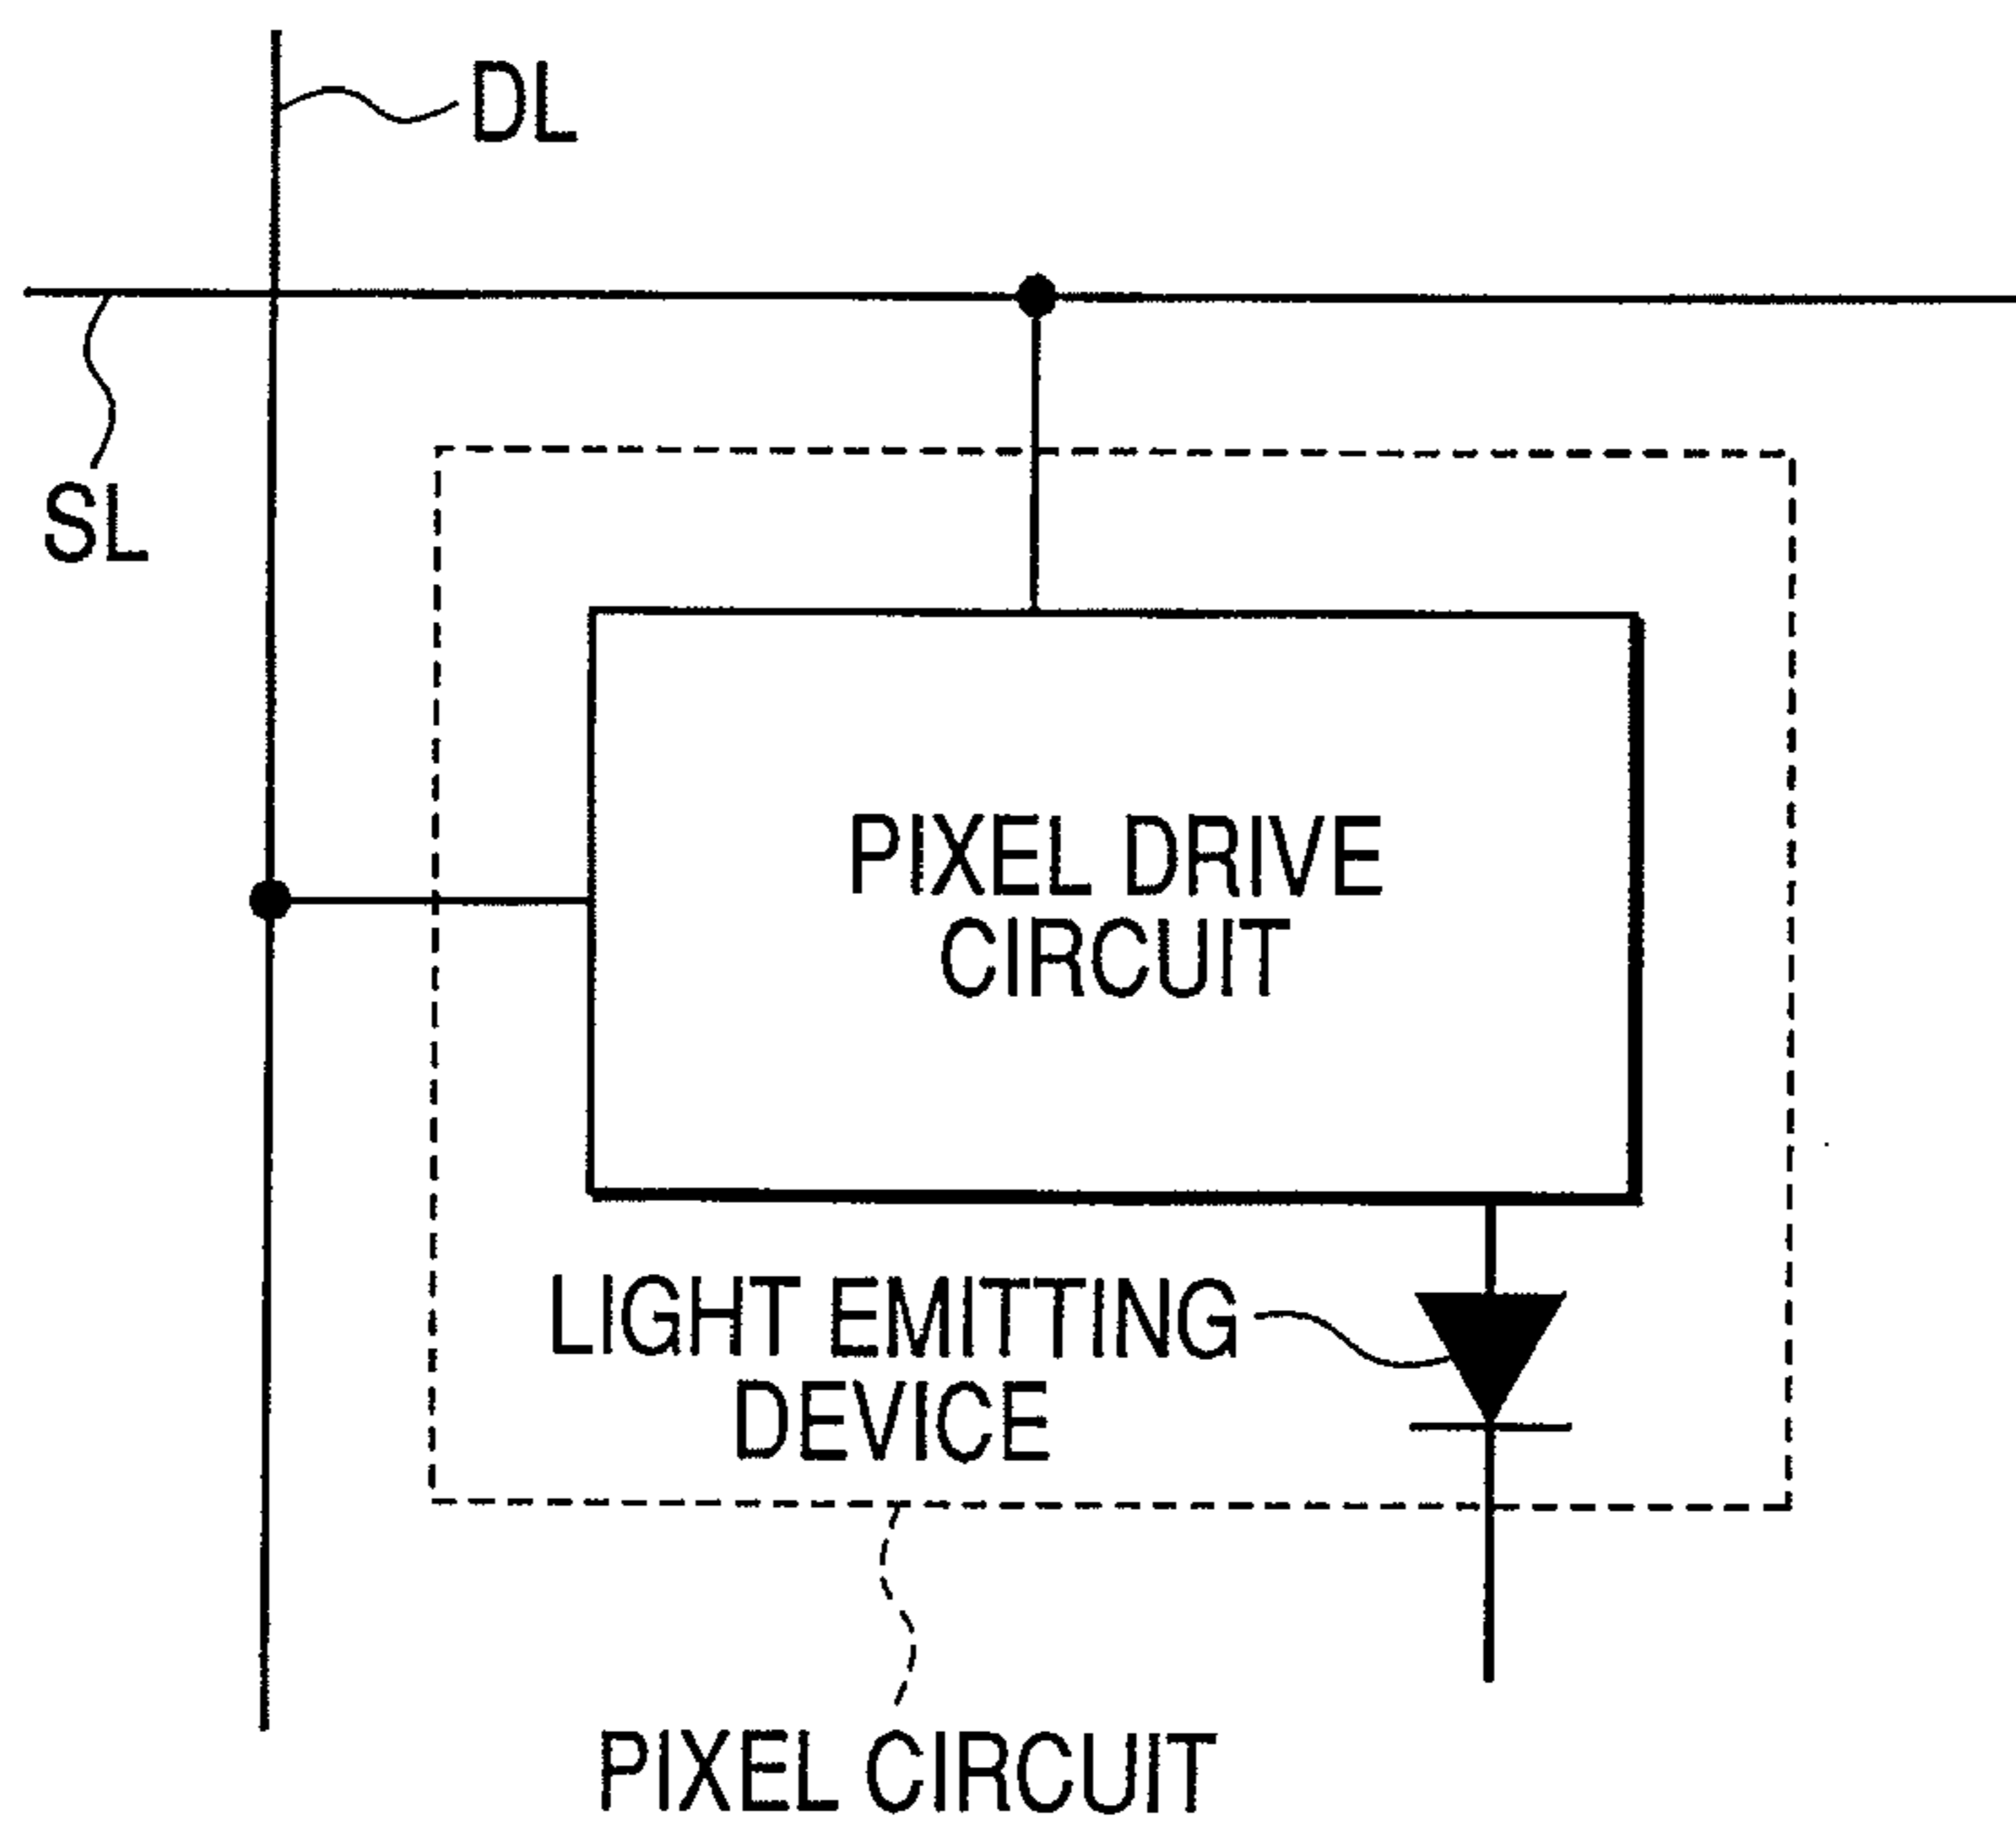 DL
SL
PIXEL DRIVE
CIRCUIT
LIGHT EMITTING
DEVICE
PIXEL CIRCUIT